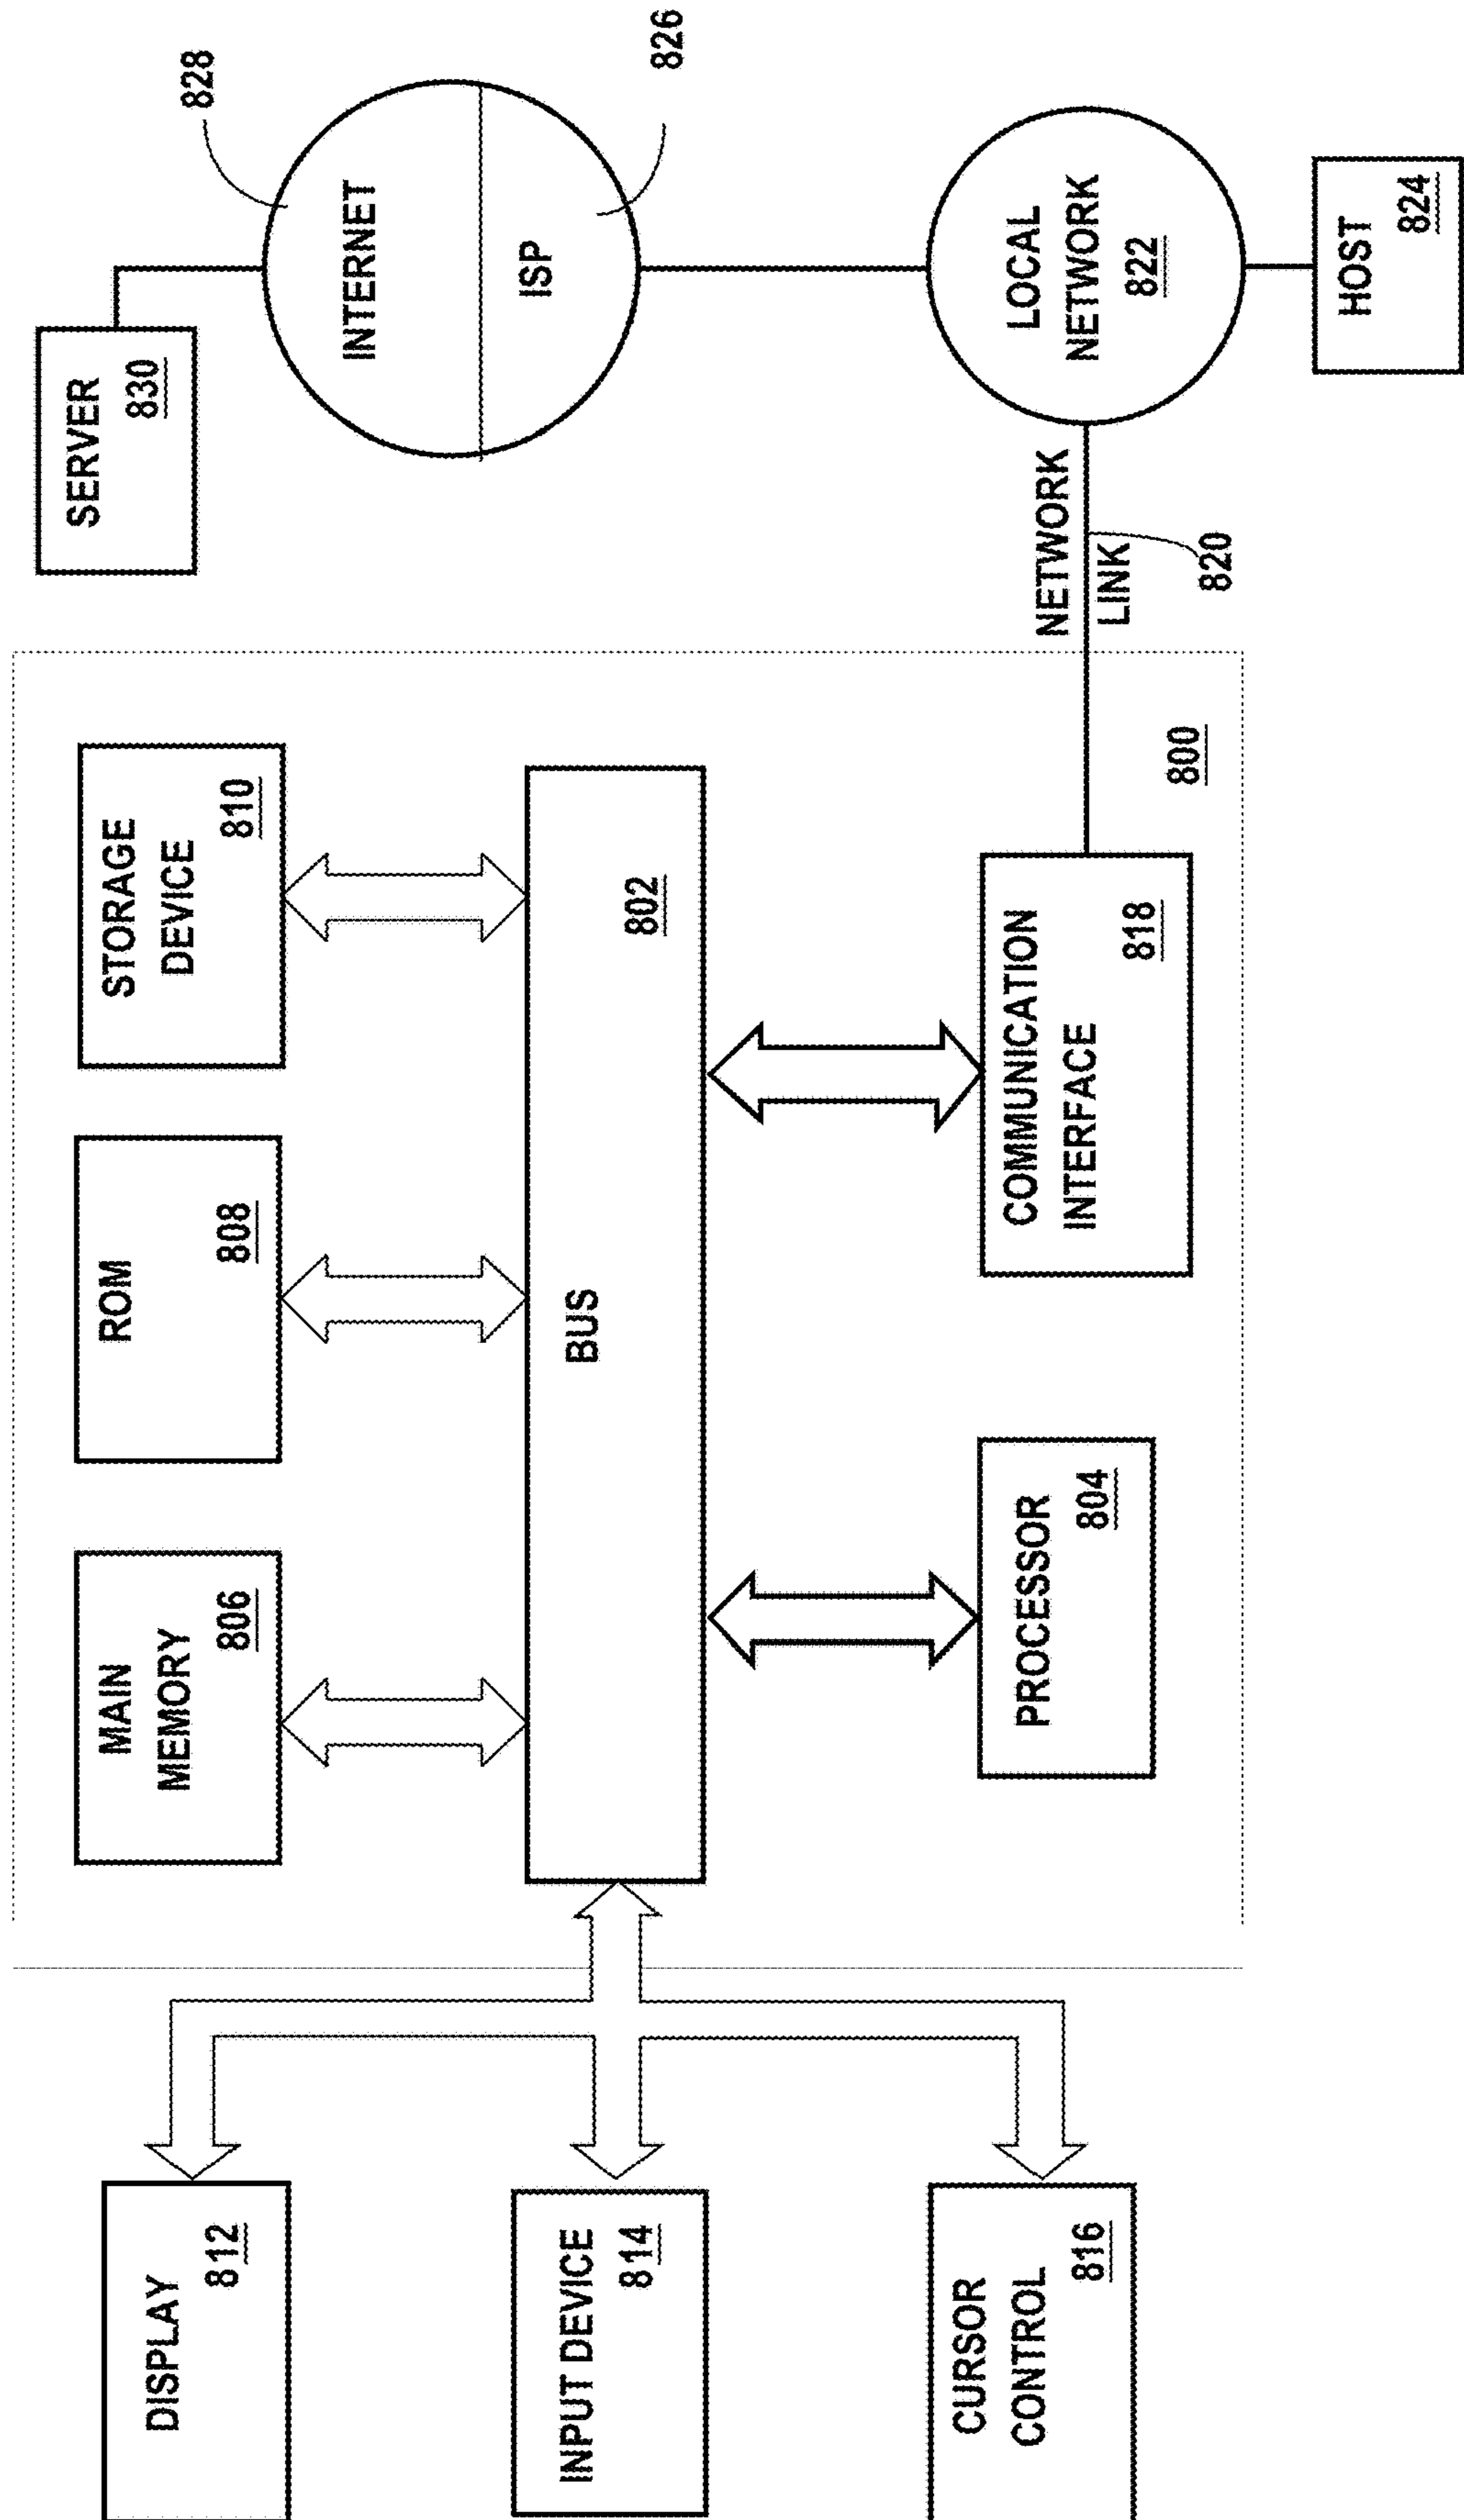 DISPLAY
812
INPUT DEVICE
814
CURSOR
CONTROL
816
MAIN
MEMORY
806
ROM
808
STORAGE
DEVICE
810
BUS
802
PROCESSOR
804
COMMUNICATION
INTERFACE
818
800
SERVER
830
828
INTERNET
ISP
826
NETWORK
LINK
820
LOCAL
NETWORK
822
HOST
824